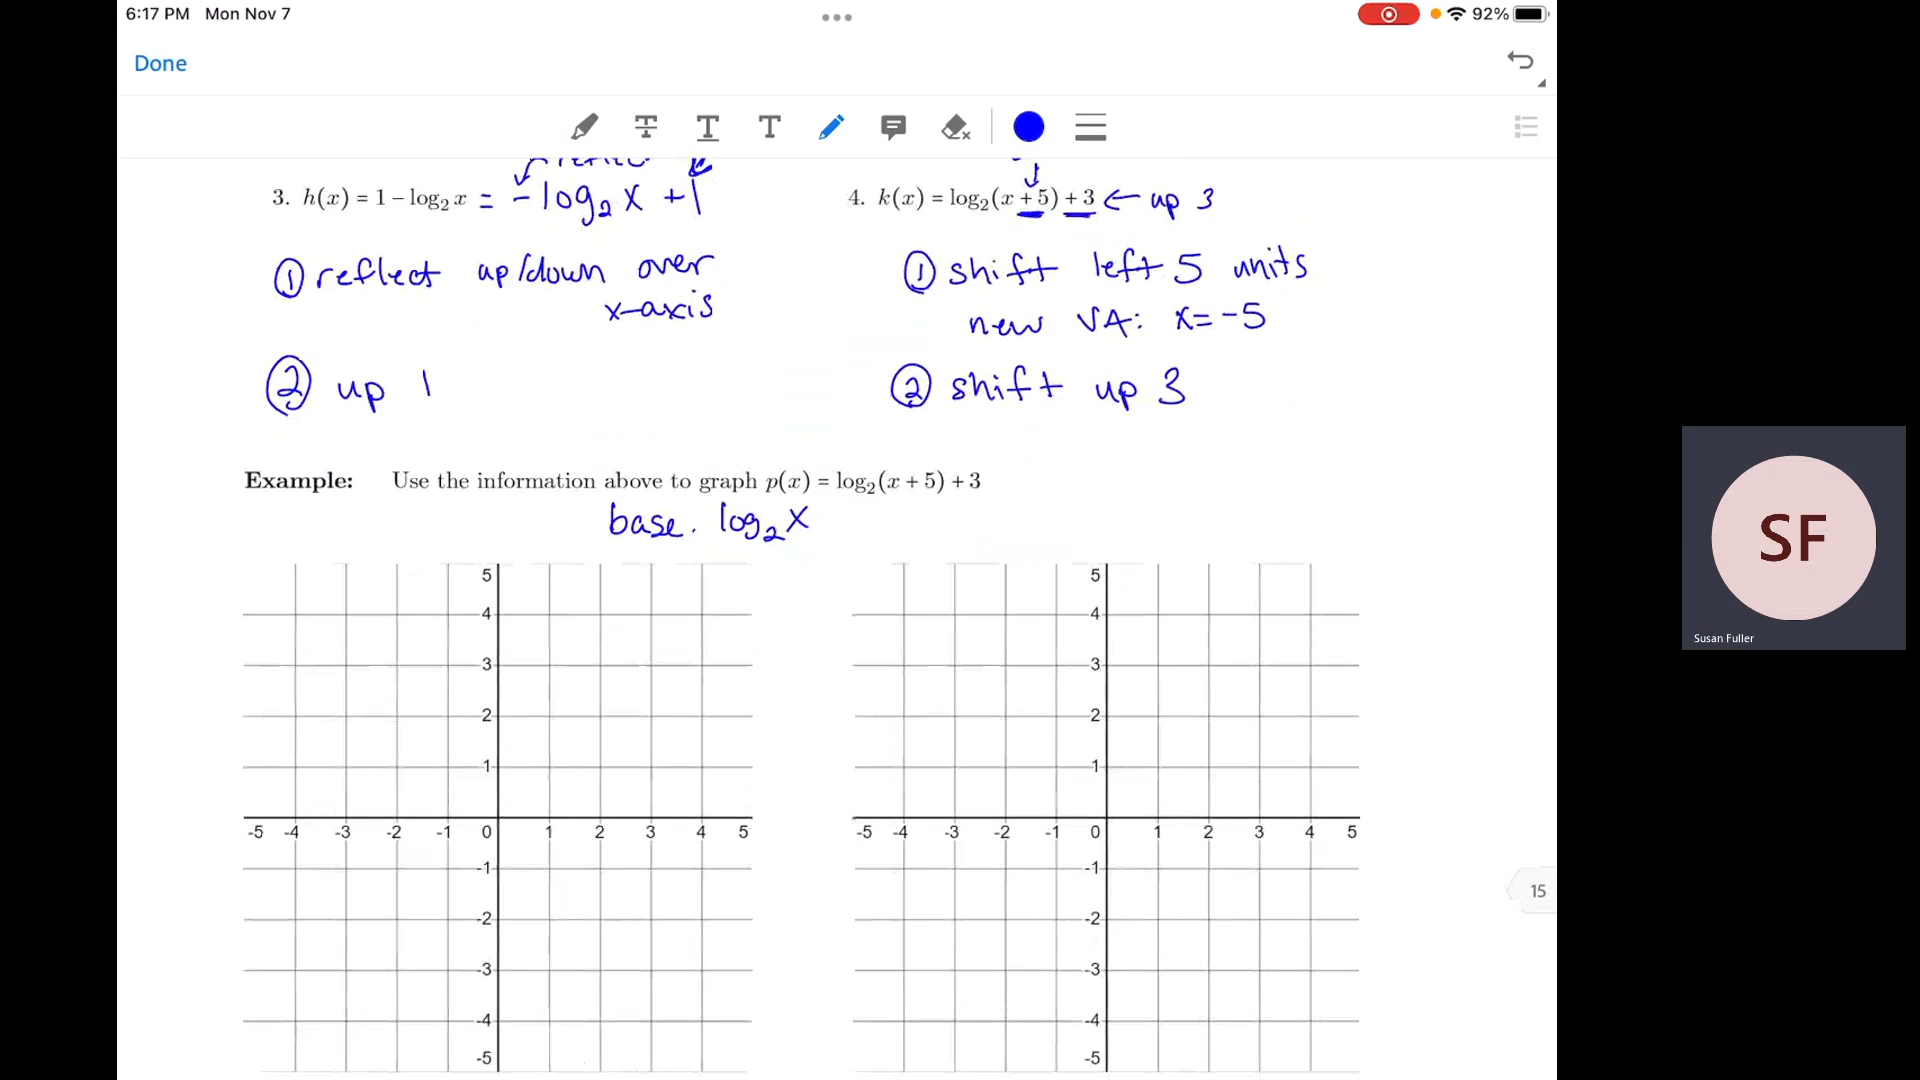 6:17 PM Mon Nov 7
92%
Done
T T T
3. h(x) = 1 − log₂ x = -log₂ x +1
4. k(x) = log₂(x + 5) + 3 ← up 3
① reflect up/down over
x-axis
② up 1
① shift left 5 units
new VA: x = -5
② shift up 3
Example: Use the information above to graph p(x) = log₂(x + 5) + 3
base. log₂ x
5
4
3
2
1
-5 -4 -3 -2 -1 0 1 2 3 4 5
-1
-2
-3
-4
-5
5
4
3
2
1
-5 -4 -3 -2 -1 0 1 2 3 4 5
-1
-2
-3
-4
-5
15
SF
Susan Fuller